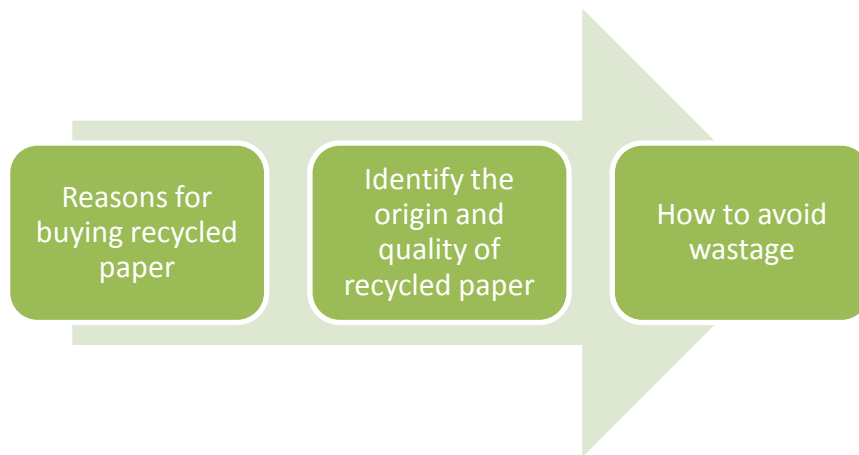 Reasons for
buying recycled
paper
Identify the
origin and
quality of
recycled paper
How to avoid
wastage